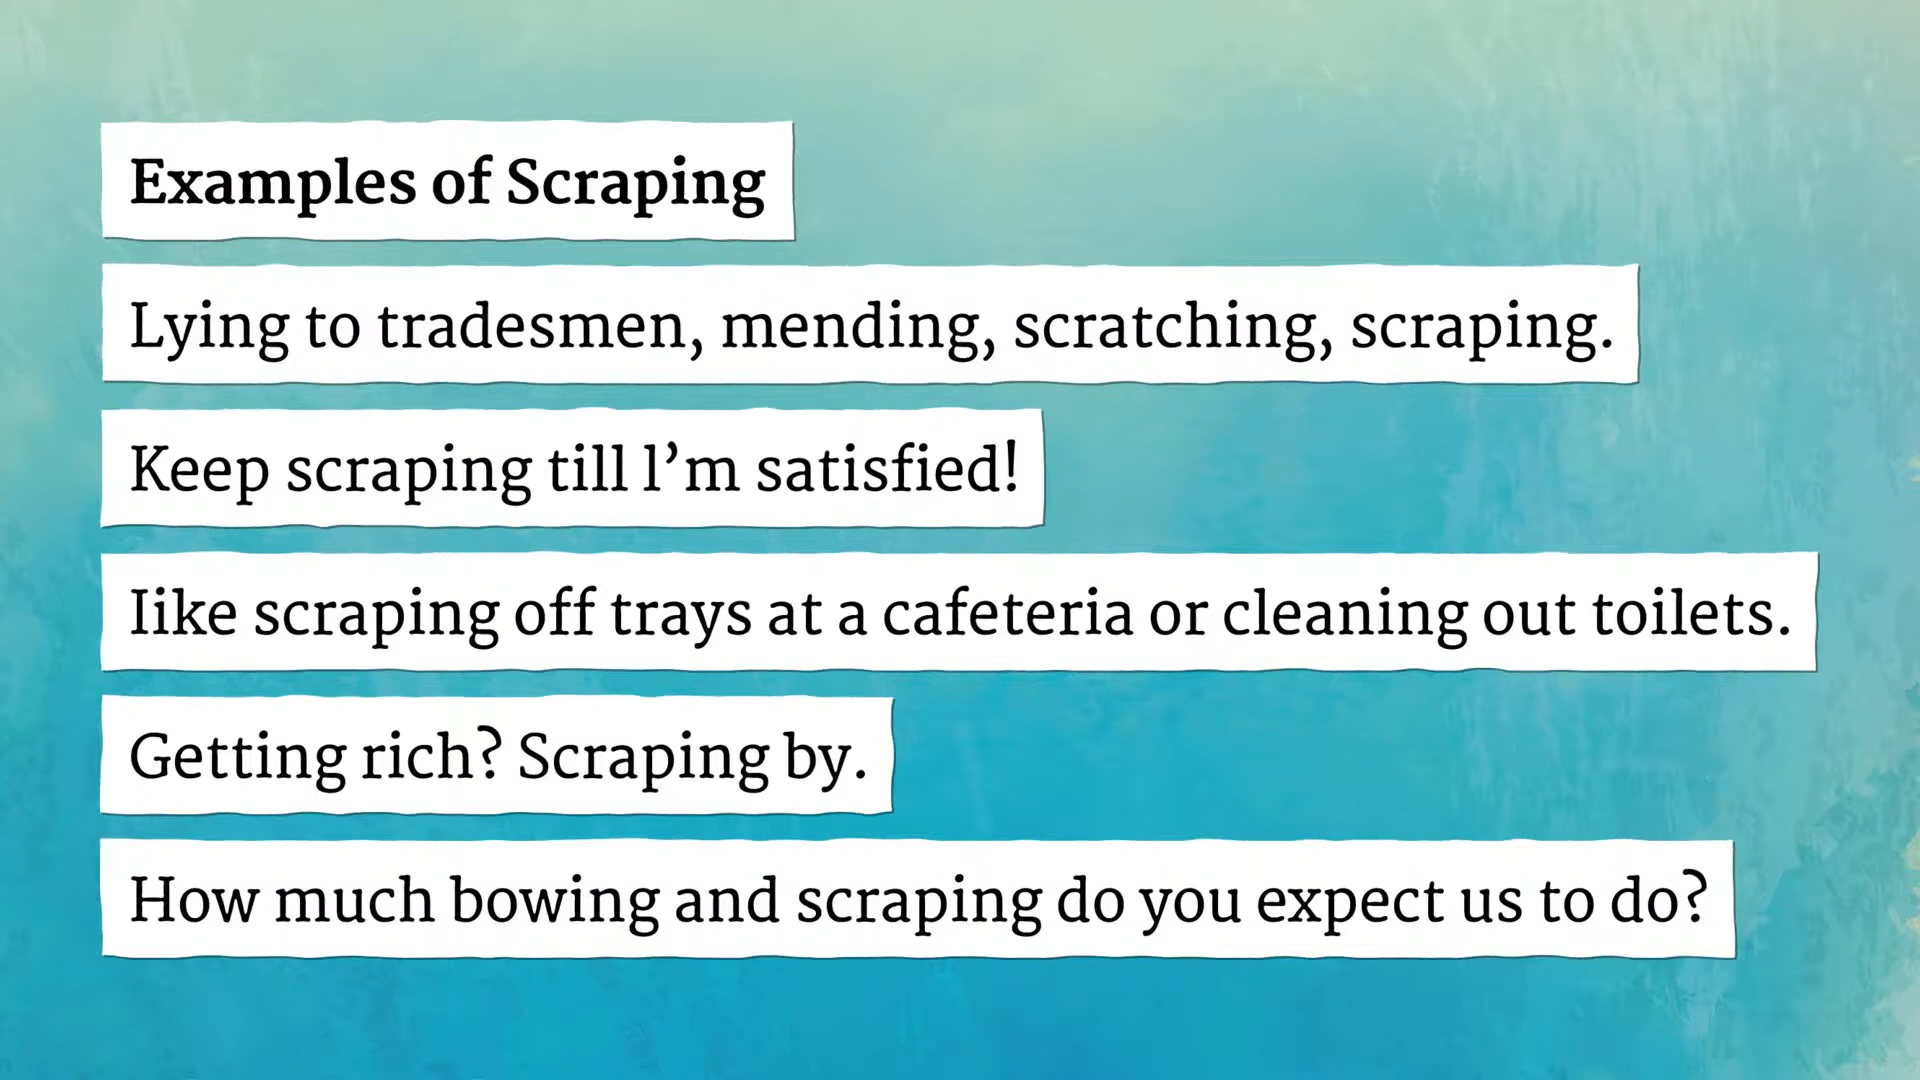 Examples of Scraping
Lying to tradesmen, mending, scratching, scraping.
Keep scraping till l’m satisfied!
Iike scraping off trays at a cafeteria or cleaning out toilets.
Getting rich? Scraping by.
How much bowing and scraping do you expect us to do?